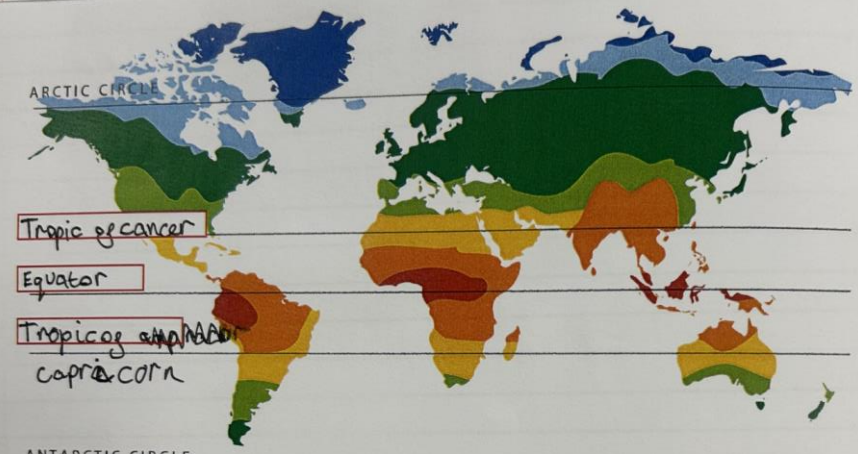 ARCTIC CIRCLE
Tropic of cancer
Equator
Tropic of
capricorn
ANTARCTIC CIRCLE